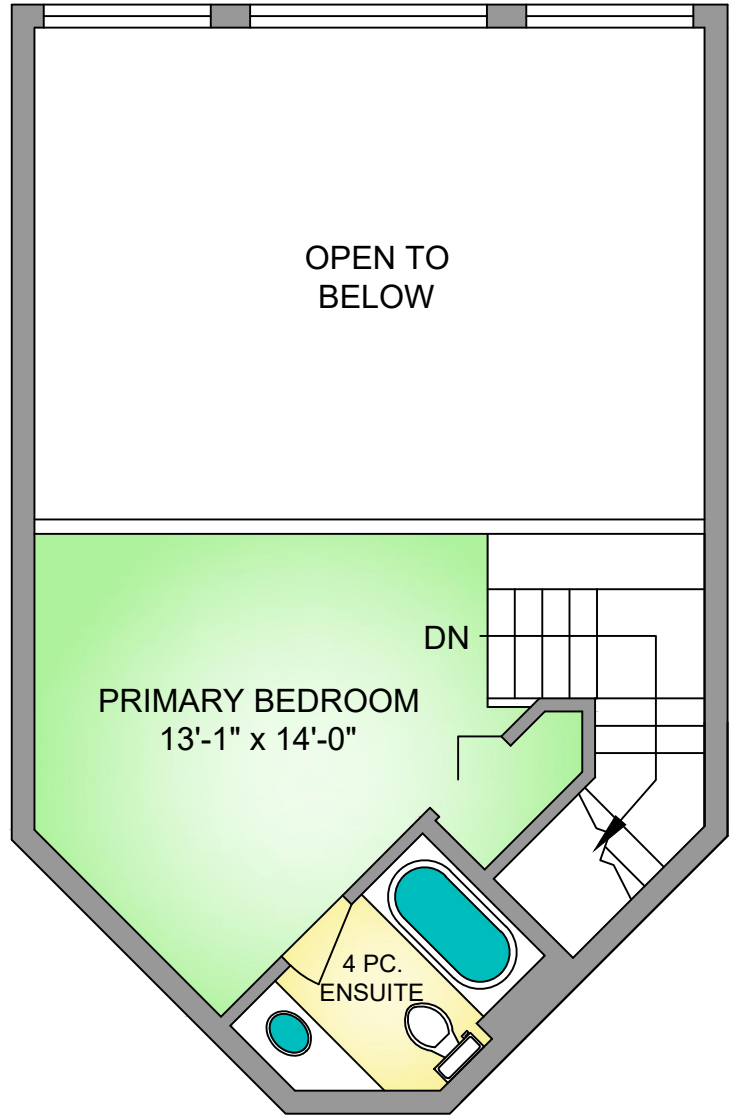 OPEN TO
BELOW
DN
PRIMARY BEDROOM
13'-1" x 14'-0"
4 PC.
ENSUITE